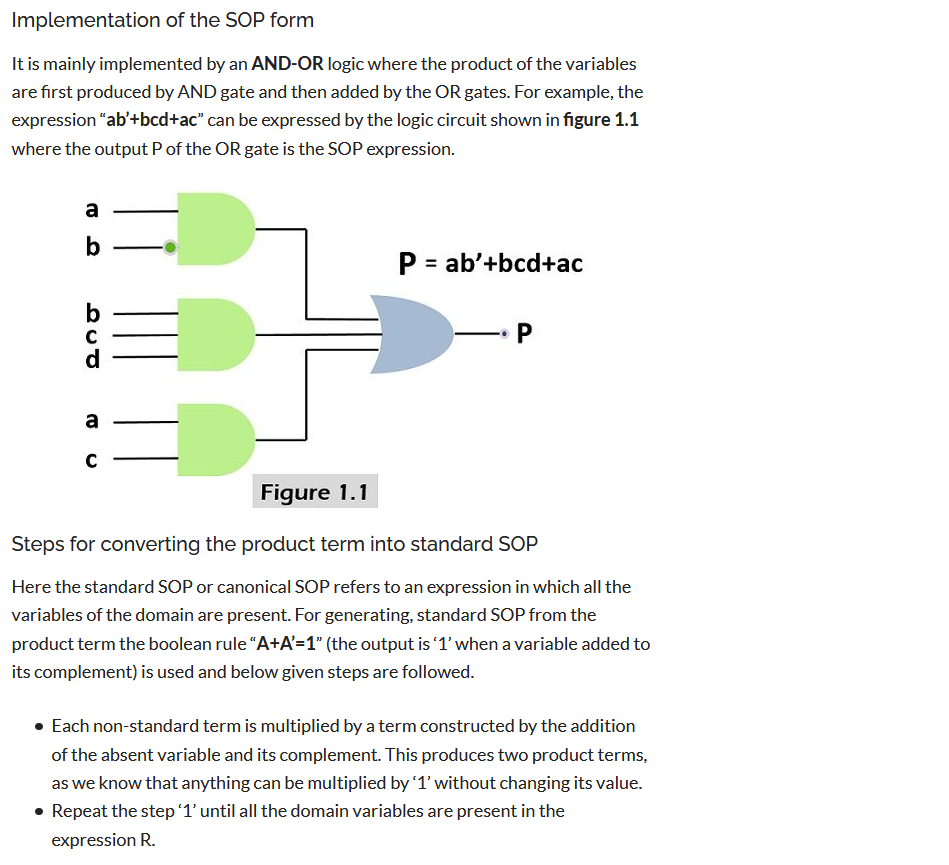 Implementation of the SOP form
It is mainly implemented by an AND-OR logic where the product of the variables
are first produced by AND gate and then added by the OR gates. For example, the
expression “ab’+bcd+ac” can be expressed by the logic circuit shown in figure 1.1
where the output P of the OR gate is the SOP expression.
a
b
P = ab’+bcd+ac
b
c
d
P
a
c
Figure 1.1
Steps for converting the product term into standard SOP
Here the standard SOP or canonical SOP refers to an expression in which all the
variables of the domain are present. For generating, standard SOP from the
product term the boolean rule “A+A’=1” (the output is ‘1’ when a variable added to
its complement) is used and below given steps are followed.
• Each non-standard term is multiplied by a term constructed by the addition
of the absent variable and its complement. This produces two product terms,
as we know that anything can be multiplied by ‘1’ without changing its value.
• Repeat the step ‘1’ until all the domain variables are present in the
expression R.